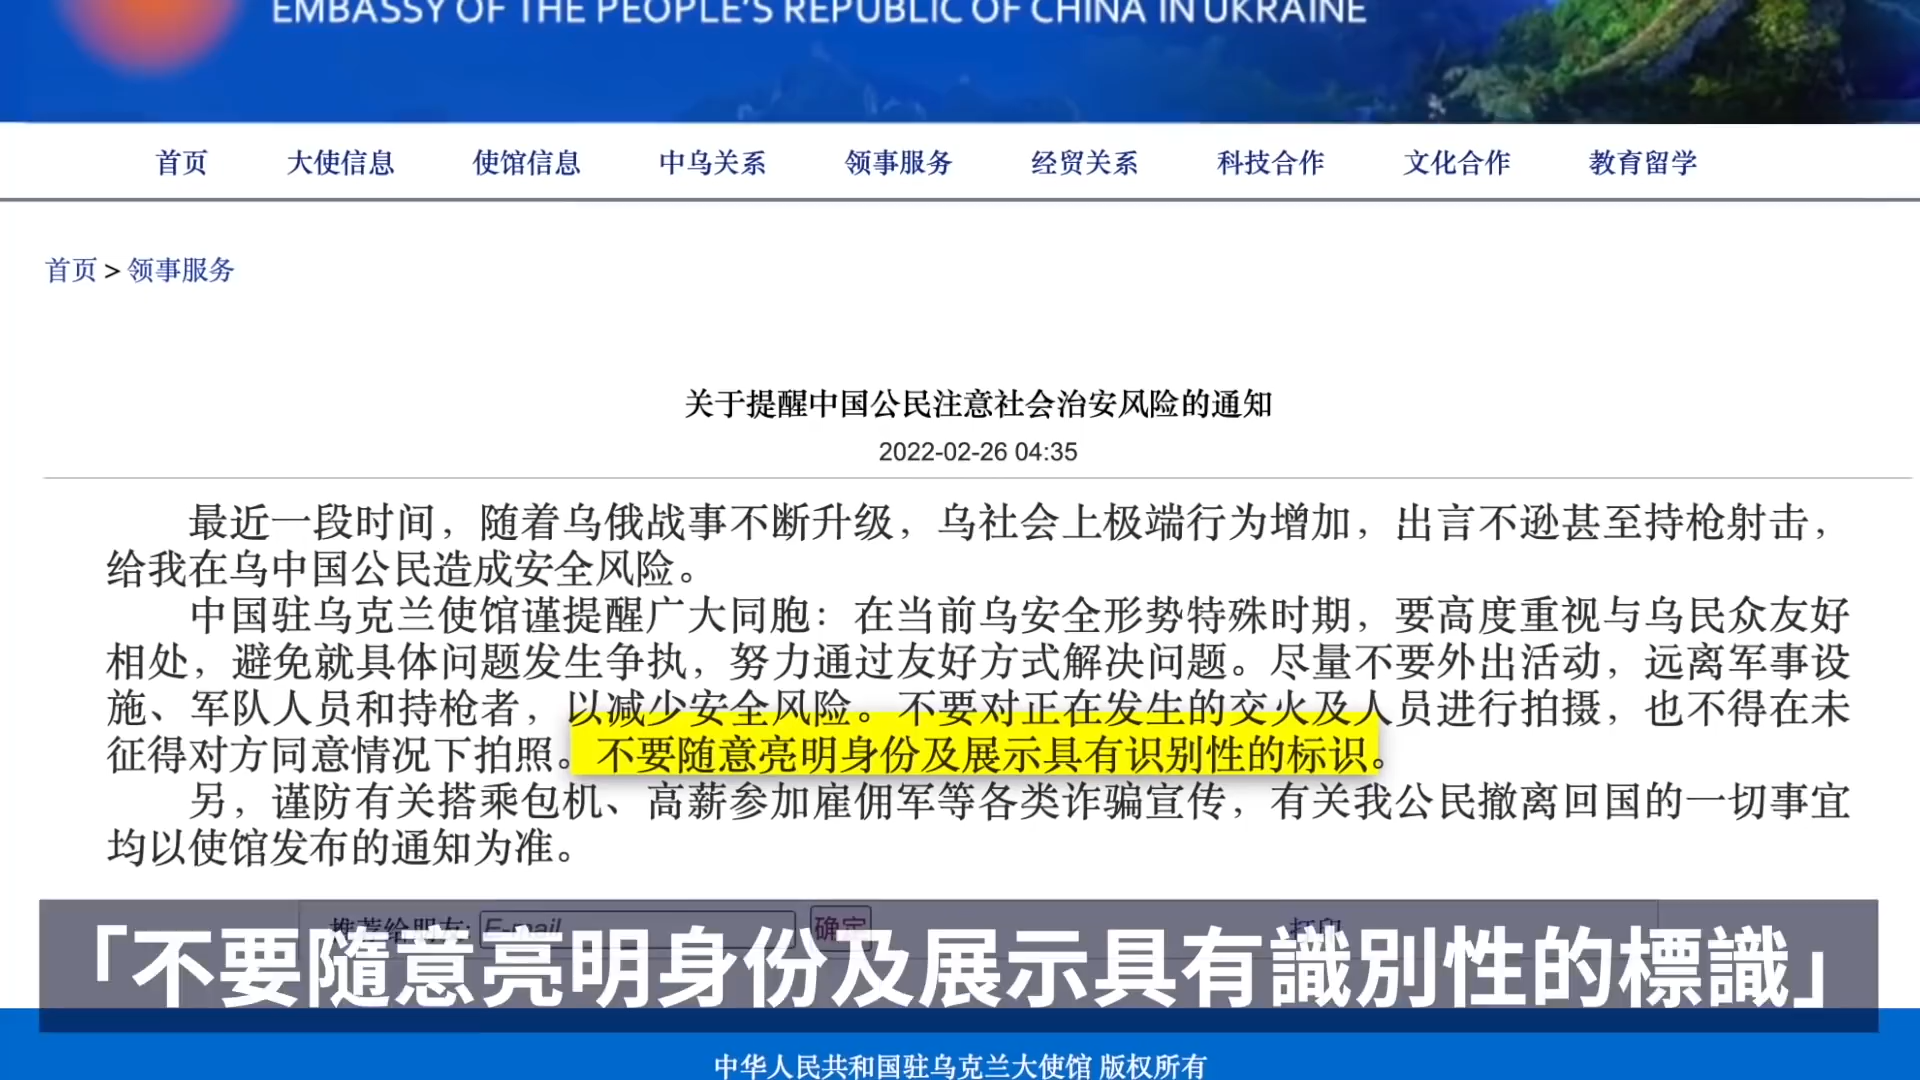 EMBASSY OF THE PEOPLE'S REPUBLIC OF CHINA IN UKRAINE
首页 大使信息 使馆信息 中乌关系 领事服务 经贸关系 科技合作 文化合作 教育留学
首页 > 领事服务
关于提醒中国公民注意社会治安风险的通知
2022-02-26 04:35
最近一段时间，随着乌俄战事不断升级，乌社会上极端行为增加，出言不逊甚至持枪射击，
给我在乌中国公民造成安全风险。
中国驻乌克兰使馆谨提醒广大同胞：在当前乌安全形势特殊时期，要高度重视与乌民众友好
相处，避免就具体问题发生争执，努力通过友好方式解决问题。尽量不要外出活动，远离军事设
施、军队人员和持枪者，以减少安全风险。不要对正在发生的交火及人员进行拍摄，也不得在未
征得对方同意情况下拍照。不要随意亮明身份及展示具有识别性的标识。
另，谨防有关搭乘包机、高薪参加雇佣军等各类诈骗宣传，有关我公民撤离回国的一切事宜
均以使馆发布的通知为准。
推荐给朋友: E-mail 确定 打印
「不要隨意亮明身份及展示具有識別性的標識」
中华人民共和国驻乌克兰大使馆 版权所有